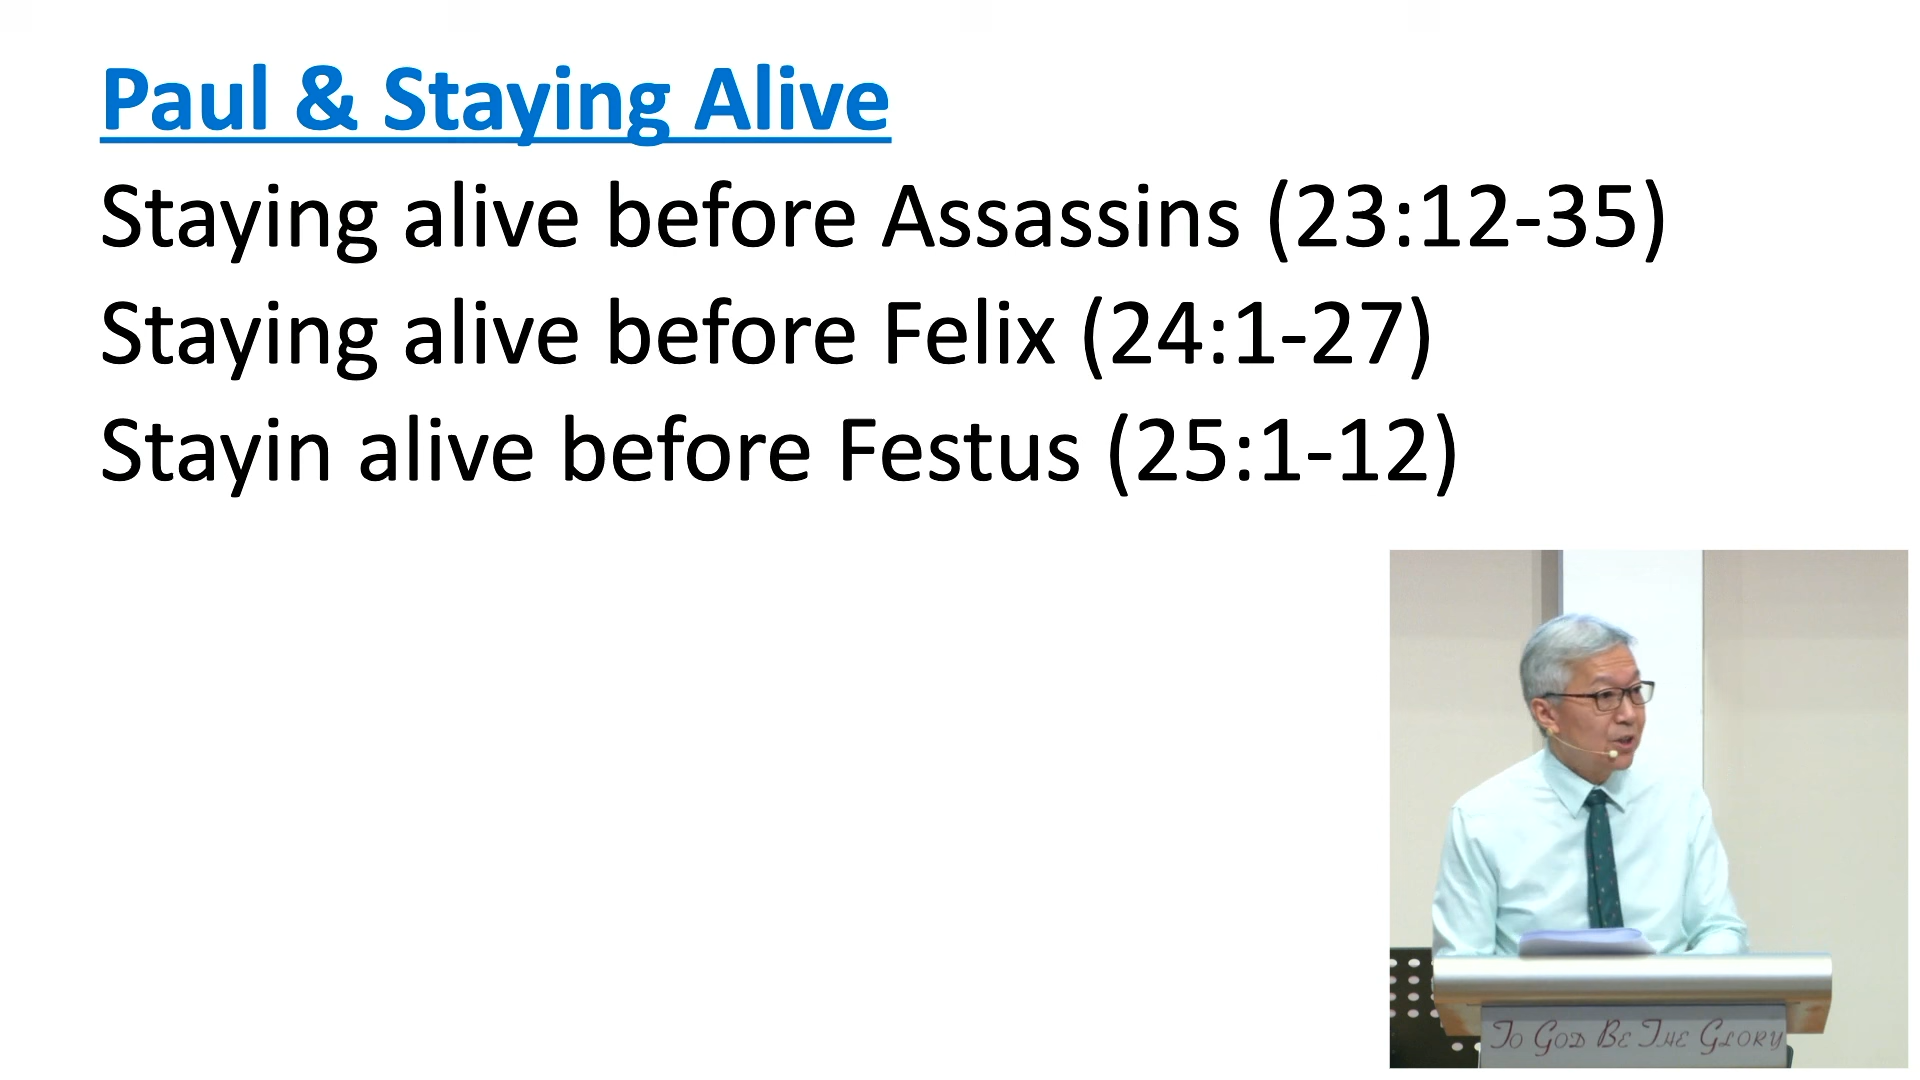 Paul & Staying Alive
Staying alive before Assassins (23:12-35)
Staying alive before Felix (24:1-27)
Stayin alive before Festus (25:1-12)
To God Be The Glory